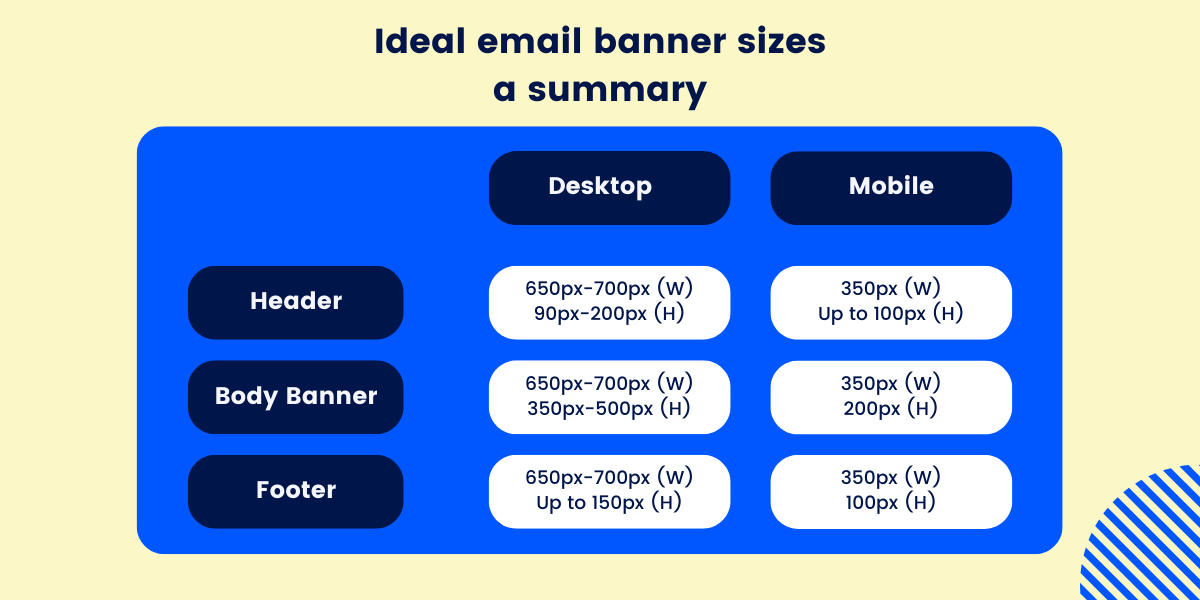 Ideal email banner sizes
a summary
Desktop
Mobile
Header
650px-700px (W)
90px-200px (H)
350px (W)
Up to 100px (H)
Body Banner
650px-700px (W)
350px-500px (H)
350px (W)
200px (H)
Footer
650px-700px (W)
Up to 150px (H)
350px (W)
100px (H)